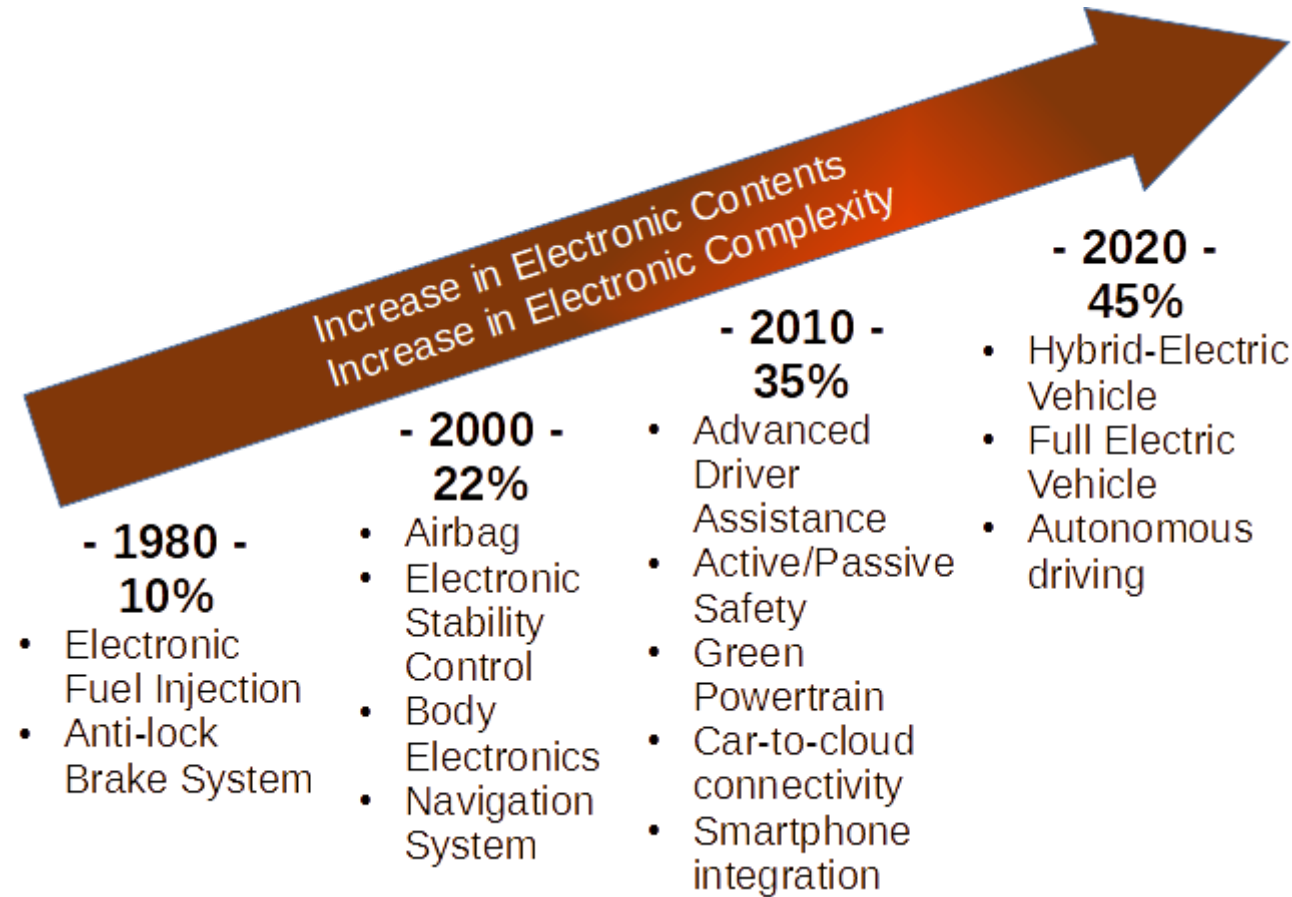 Increase in Electronic Contents
Increase in Electronic Complexity
- 1980 -
10%
• Electronic
Fuel Injection
• Anti-lock
Brake System
- 2000 -
22%
• Airbag
• Electronic
Stability
Control
• Body
Electronics
• Navigation
System
- 2010 -
35%
• Advanced
Driver
Assistance
• Active/Passive
Safety
• Green
Powertrain
• Car-to-cloud
connectivity
• Smartphone
integration
- 2020 -
45%
• Hybrid-Electric
Vehicle
• Full Electric
Vehicle
• Autonomous
driving